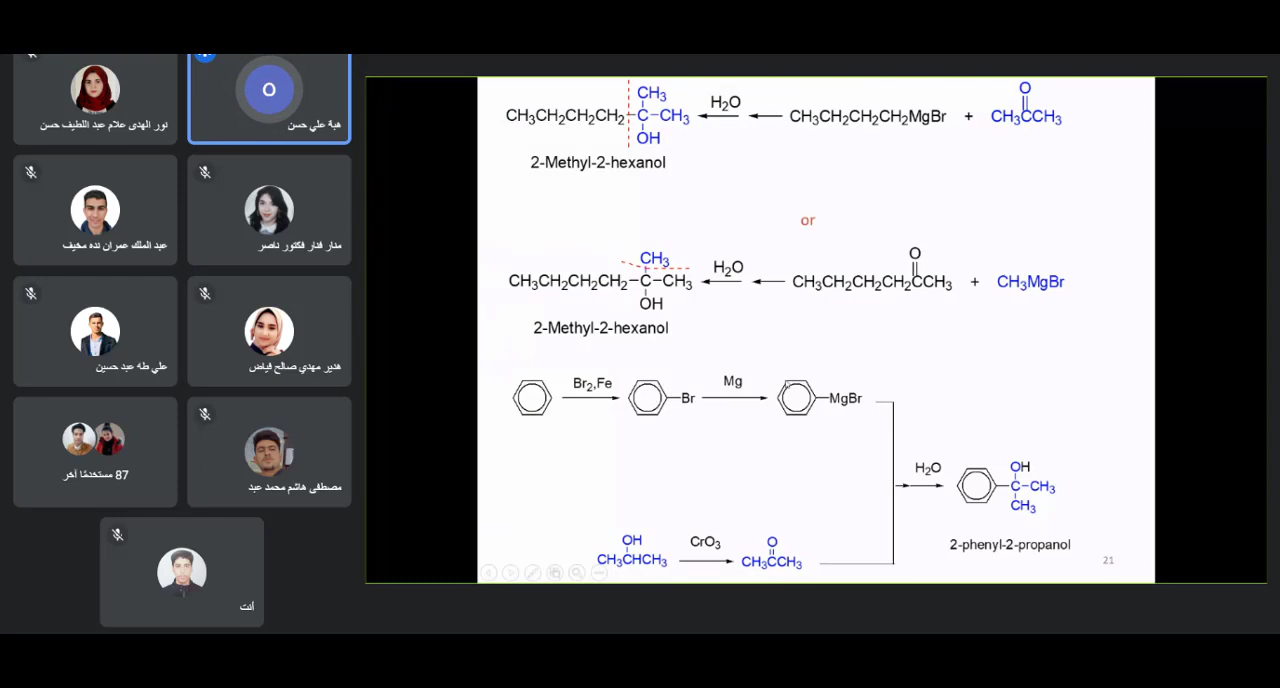 نور الهدى علام عبد اللطيف حسن
O
هبة علي حسن
عبد الملك عمران نده مخيف
منار فنار فكتور ناصر
علي طه عبد حسين
هدير مهدي صالح فياض
87 مستخدمًا آخر
مصطفى هاشم محمد عبد
أنت
CH₃
CH₃CH₂CH₂CH₂–C–CH₃
OH
H₂O
CH₃CH₂CH₂CH₂MgBr + CH₃CCH₃
O
2-Methyl-2-hexanol
or
CH₃
CH₃CH₂CH₂CH₂–C–CH₃
OH
H₂O
O
CH₃CH₂CH₂CH₂CCH₃ + CH₃MgBr
2-Methyl-2-hexanol
Br₂,Fe
Br
Mg
MgBr
H₂O
OH
C–CH₃
CH₃
2-phenyl-2-propanol
OH
CH₃CHCH₃
CrO₃
O
CH₃CCH₃
21